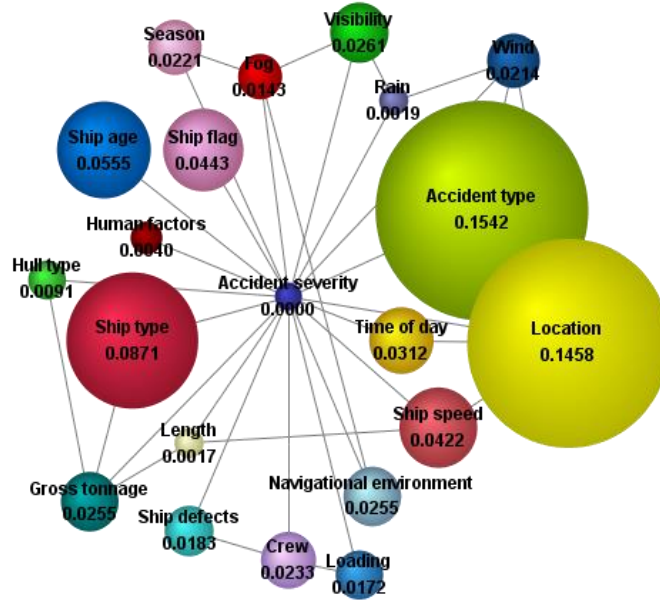 Visibility
0.0261
Season
0.0221
Fog
0.0143
Wind
0.0214
Rain
0.0019
Ship age
0.0555
Ship flag
0.0443
Accident type
0.1542
Human factors
0.0040
Hull type
0.0091
Accident severity
0.0000
Ship type
0.0871
Time of day
0.0312
Location
0.1458
Ship speed
0.0422
Length
0.0017
Gross tonnage
0.0255
Navigational environment
0.0255
Ship defects
0.0183
Crew
0.0233
Loading
0.0172